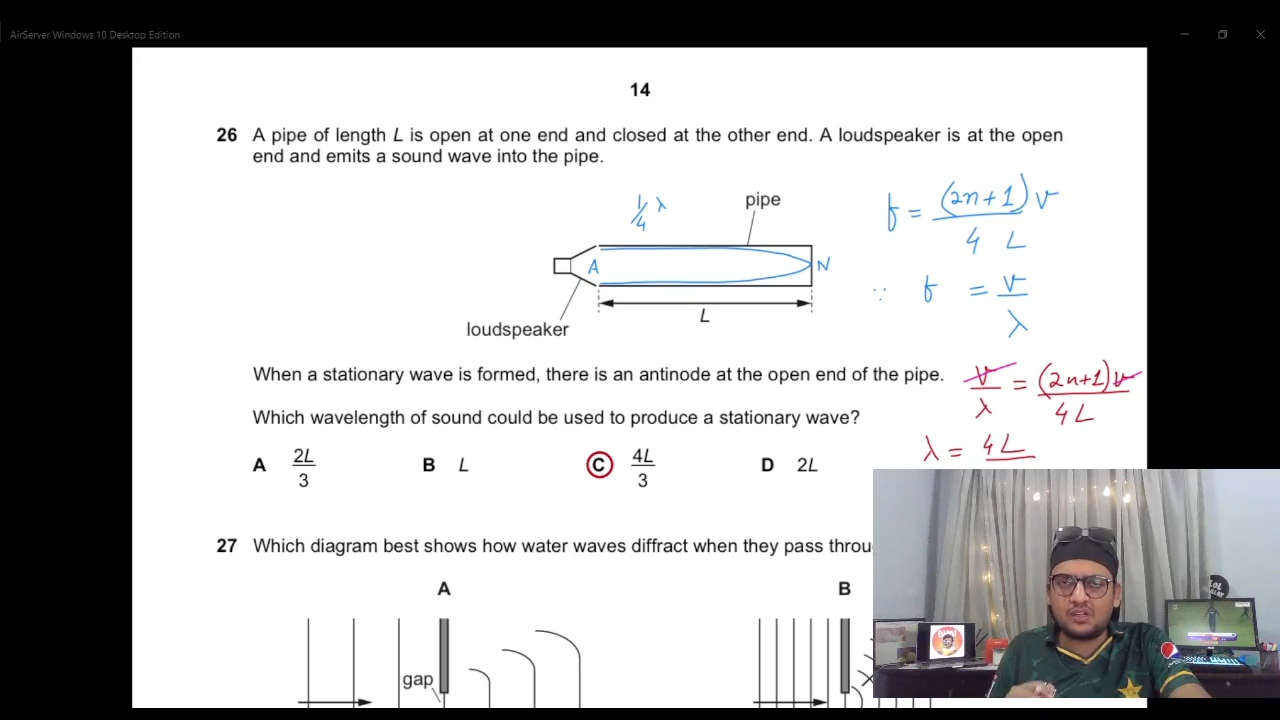 AirServer Windows 10 Desktop Edition
14
26 A pipe of length L is open at one end and closed at the other end. A loudspeaker is at the open
end and emits a sound wave into the pipe.
1/4 λ
pipe
f = (2n+1) v / 4 L
A
N
L
loudspeaker
∵ f = v / λ
When a stationary wave is formed, there is an antinode at the open end of the pipe.
v / λ = (2n+1) v / 4L
Which wavelength of sound could be used to produce a stationary wave?
λ = 4L
A 2L/3 B L C 4L/3 D 2L
27 Which diagram best shows how water waves diffract when they pass throu
A B
gap
LOL